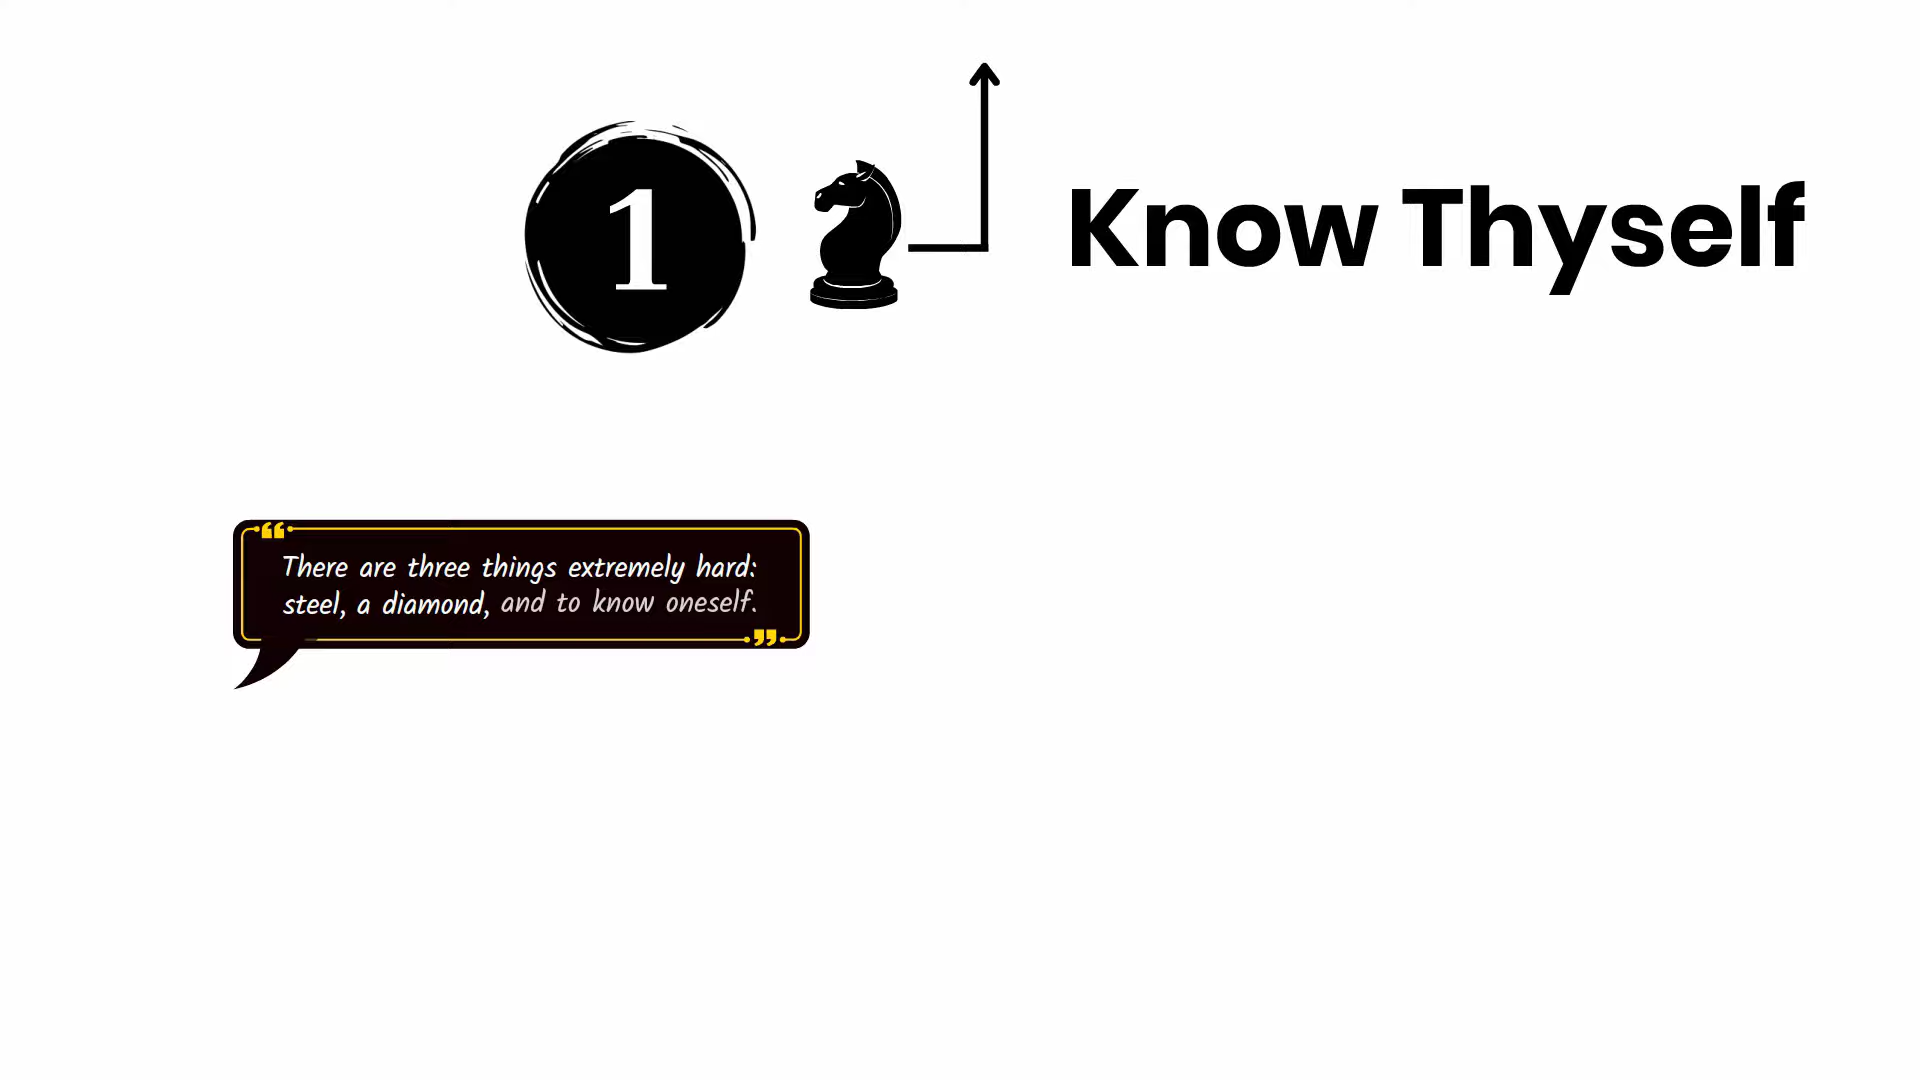 1
Know Thyself
There are three things extremely hard:
steel, a diamond, and to know oneself.